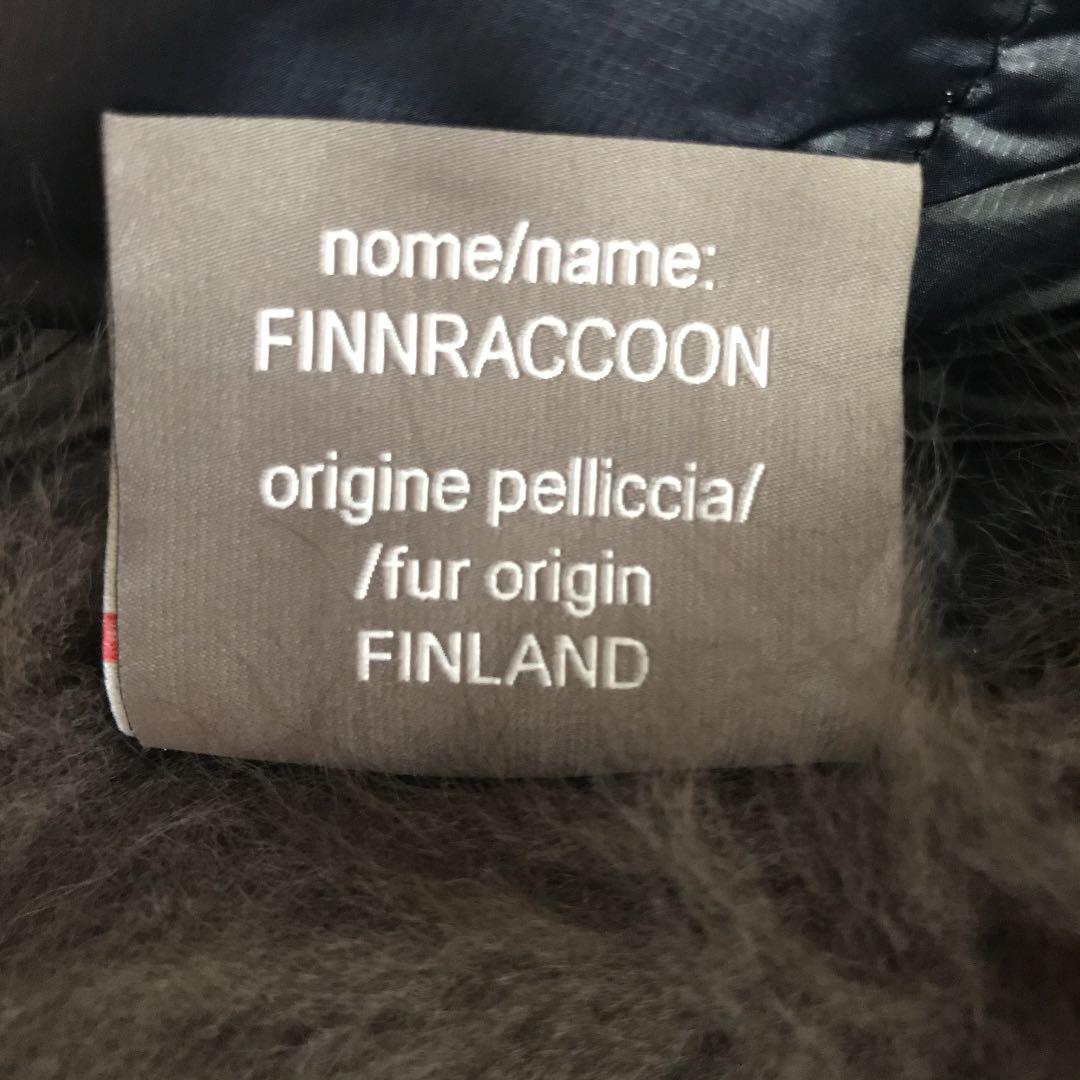 nome/name:
FINNRACCOON
origine pelliccia/
/fur origin
FINLAND